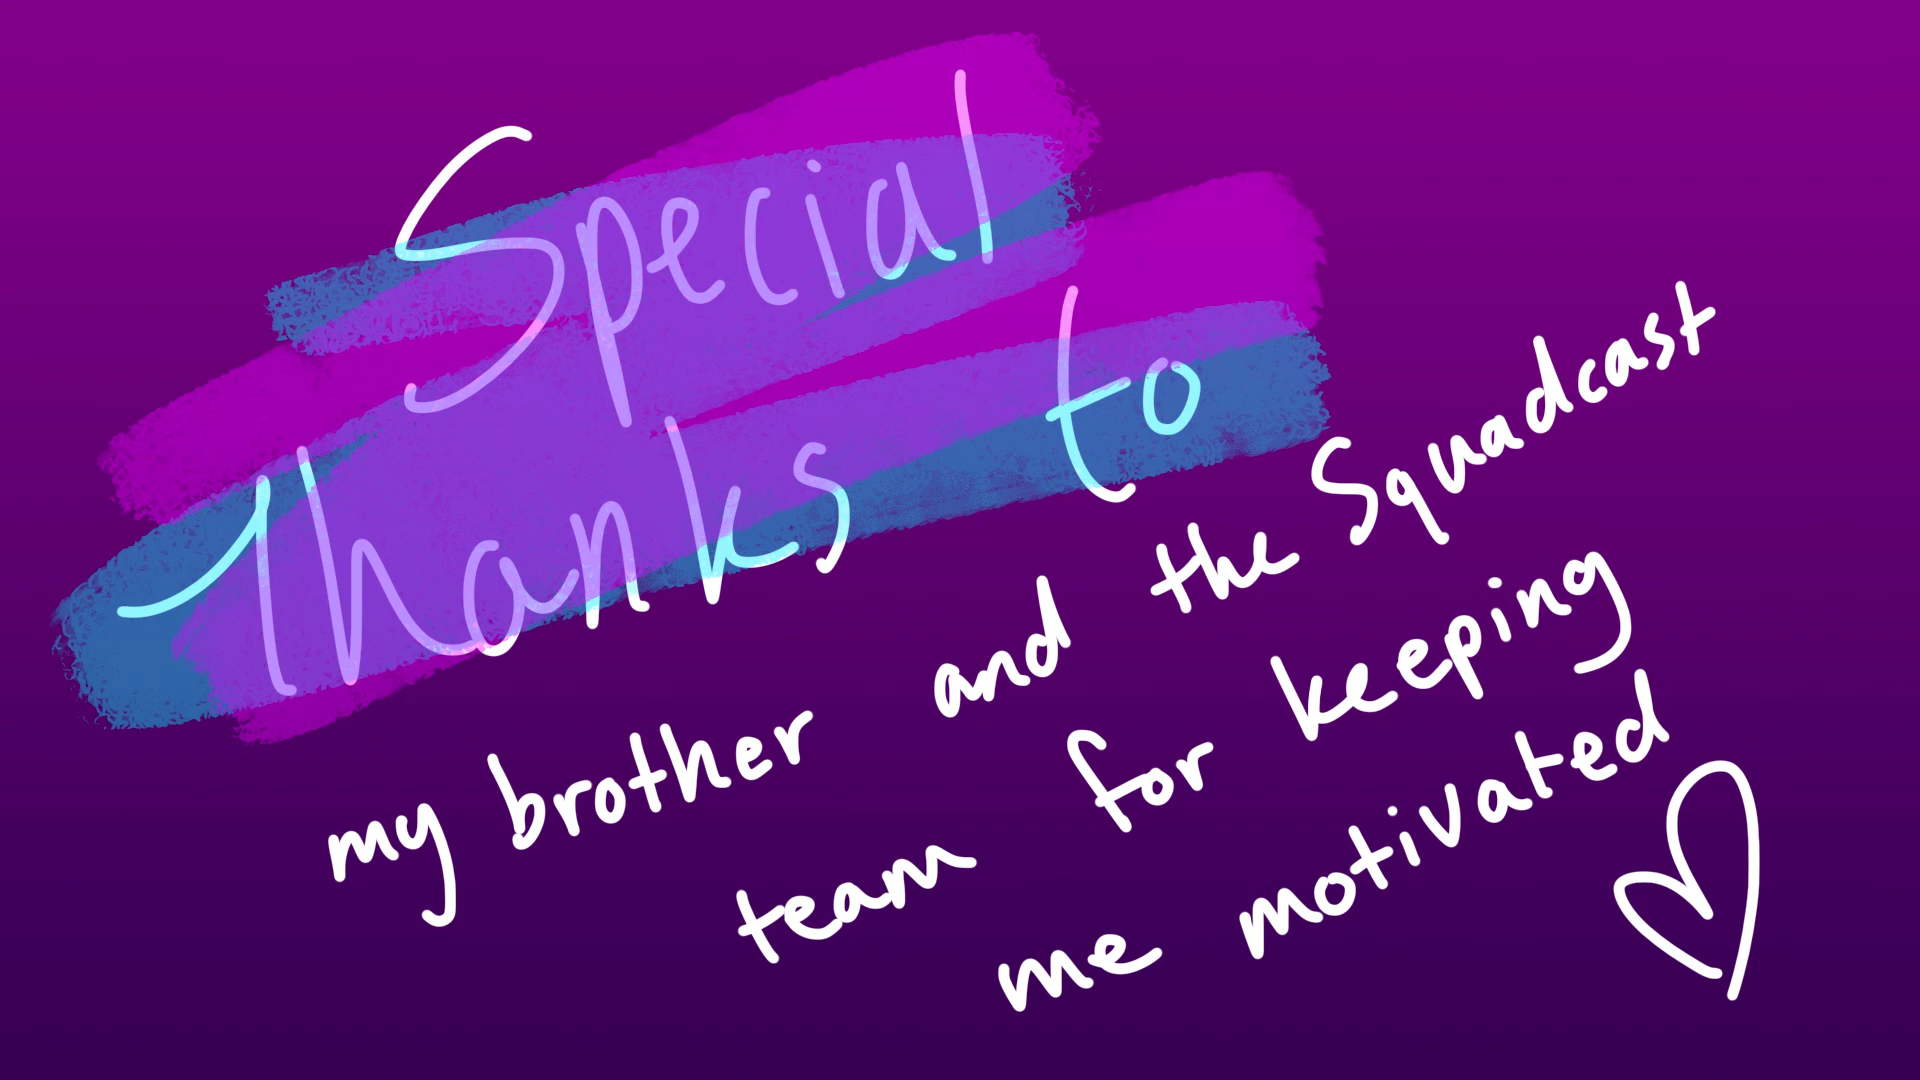 Special
Thanks to
my brother and the Squadcast
team for keeping
me motivated